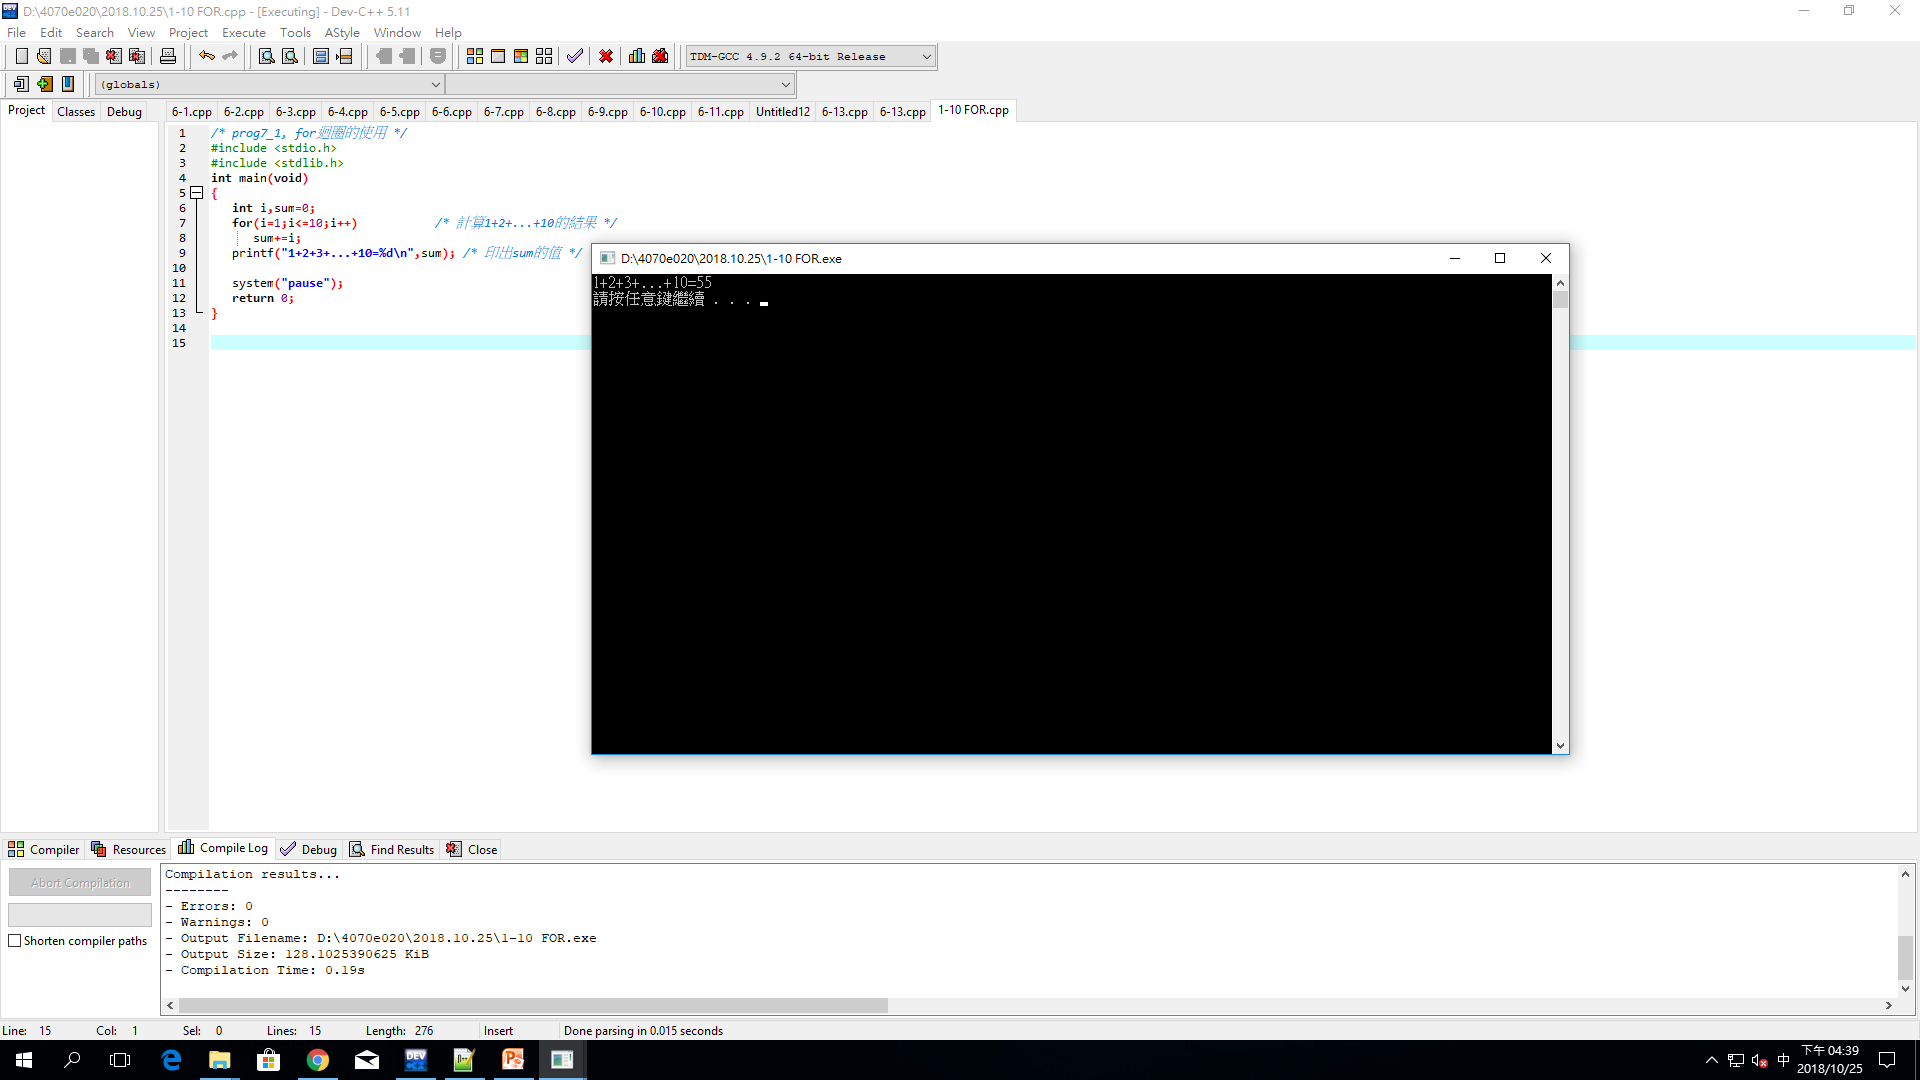 D:\4070e020\2018.10.25\1-10 FOR.cpp - [Executing] - Dev-C++ 5.11
File Edit Search View Project Execute Tools AStyle Window Help
TDM-GCC 4.9.2 64-bit Release
(globals)
Project Classes Debug 6-1.cpp 6-2.cpp 6-3.cpp 6-4.cpp 6-5.cpp 6-6.cpp 6-7.cpp 6-8.cpp 6-9.cpp 6-10.cpp 6-11.cpp Untitled12 6-13.cpp 6-13.cpp 1-10 FOR.cpp
1 /* prog7_1, for迴圈的使用 */
2 #include <stdio.h>
3 #include <stdlib.h>
4 int main(void)
5 {
6 int i,sum=0;
7 for(i=1;i<=10;i++) /* 計算1+2+...+10的結果 */
8 sum+=i;
9 printf("1+2+3+...+10=%d\n",sum); /* 印出sum的值 */
10
11 system("pause");
12 return 0;
13 }
14
15
D:\4070e020\2018.10.25\1-10 FOR.exe
1+2+3+...+10=55
請按任意鍵繼續 . . .
Compiler Resources Compile Log Debug Find Results Close
Abort Compilation
Shorten compiler paths
Compilation results...
--------
- Errors: 0
- Warnings: 0
- Output Filename: D:\4070e020\2018.10.25\1-10 FOR.exe
- Output Size: 128.1025390625 KiB
- Compilation Time: 0.19s
Line: 15 Col: 1 Sel: 0 Lines: 15 Length: 276 Insert Done parsing in 0.015 seconds
中
下午 04:39
2018/10/25